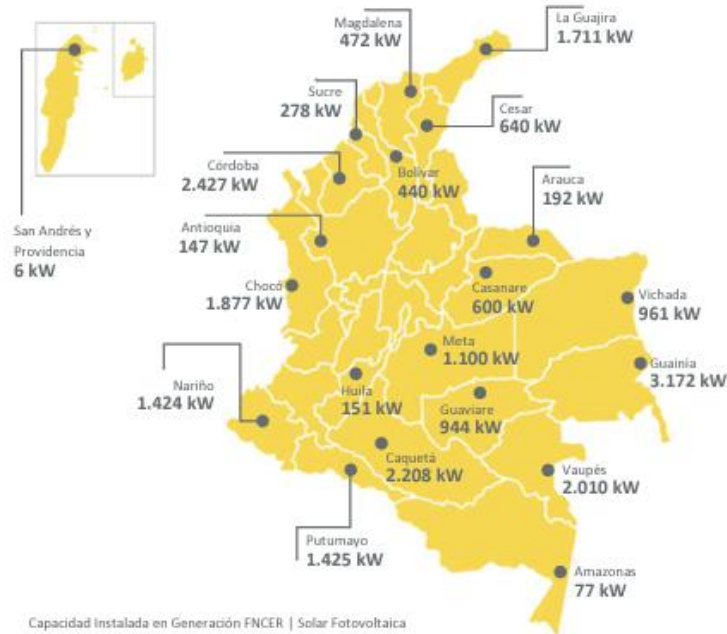 Magdalena
472 kW
La Guajira
1.711 kW
Sucre
278 kW
Cesar
640 kW
Córdoba
2.427 kW
Bolívar
440 kW
Arauca
192 kW
San Andrés y
Providencia
6 kW
Antioquia
147 kW
Chocó
1.877 kW
Casanare
600 kW
Vichada
961 kW
Meta
1.100 kW
Guainía
3.172 kW
Nariño
1.424 kW
Huila
151 kW
Guaviare
944 kW
Caquetá
2.208 kW
Vaupés
2.010 kW
Putumayo
1.425 kW
Amazonas
77 kW
Capacidad Instalada en Generación FNCER | Solar Fotovoltaica